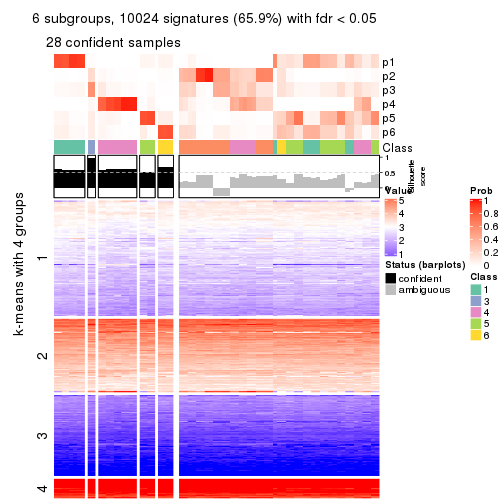 6 subgroups, 10024 signatures (65.9%) with fdr < 0.05
28 confident samples
p1
p2
p3
p4
p5
p6
Class
1
0.5
0
Silhouette
score
k-means with 4 groups
1
2
3
4
Value
5
4
3
2
1
Status (barplots)
confident
ambiguous
Prob
1
0.8
0.6
0.4
0.2
0
Class
1
3
4
5
6